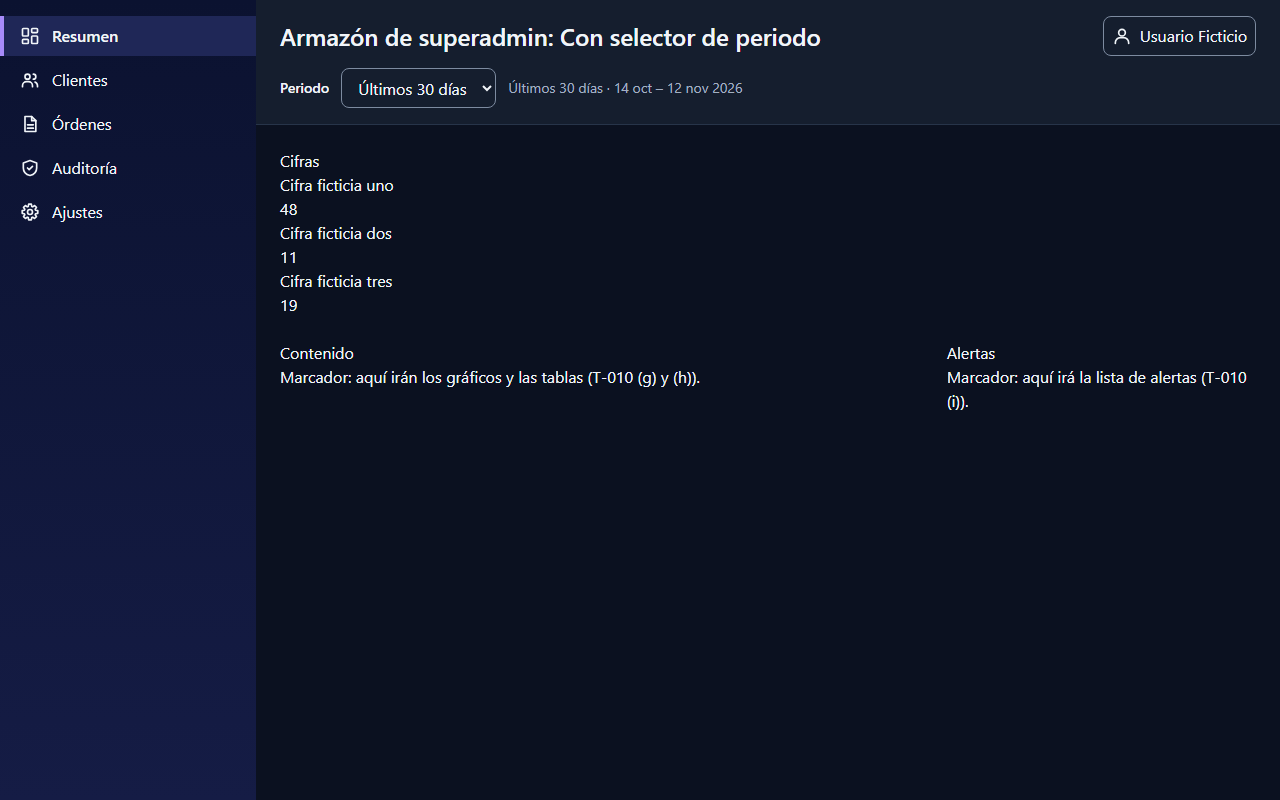 Resumen
Clientes
Órdenes
Auditoría
Ajustes
Armazón de superadmin: Con selector de periodo
Usuario Ficticio
Periodo
Últimos 30 días
Últimos 30 días · 14 oct – 12 nov 2026
Cifras
Cifra ficticia uno
48
Cifra ficticia dos
11
Cifra ficticia tres
19
Contenido
Marcador: aquí irán los gráficos y las tablas (T-010 (g) y (h)).
Alertas
Marcador: aquí irá la lista de alertas (T-010
(i)).